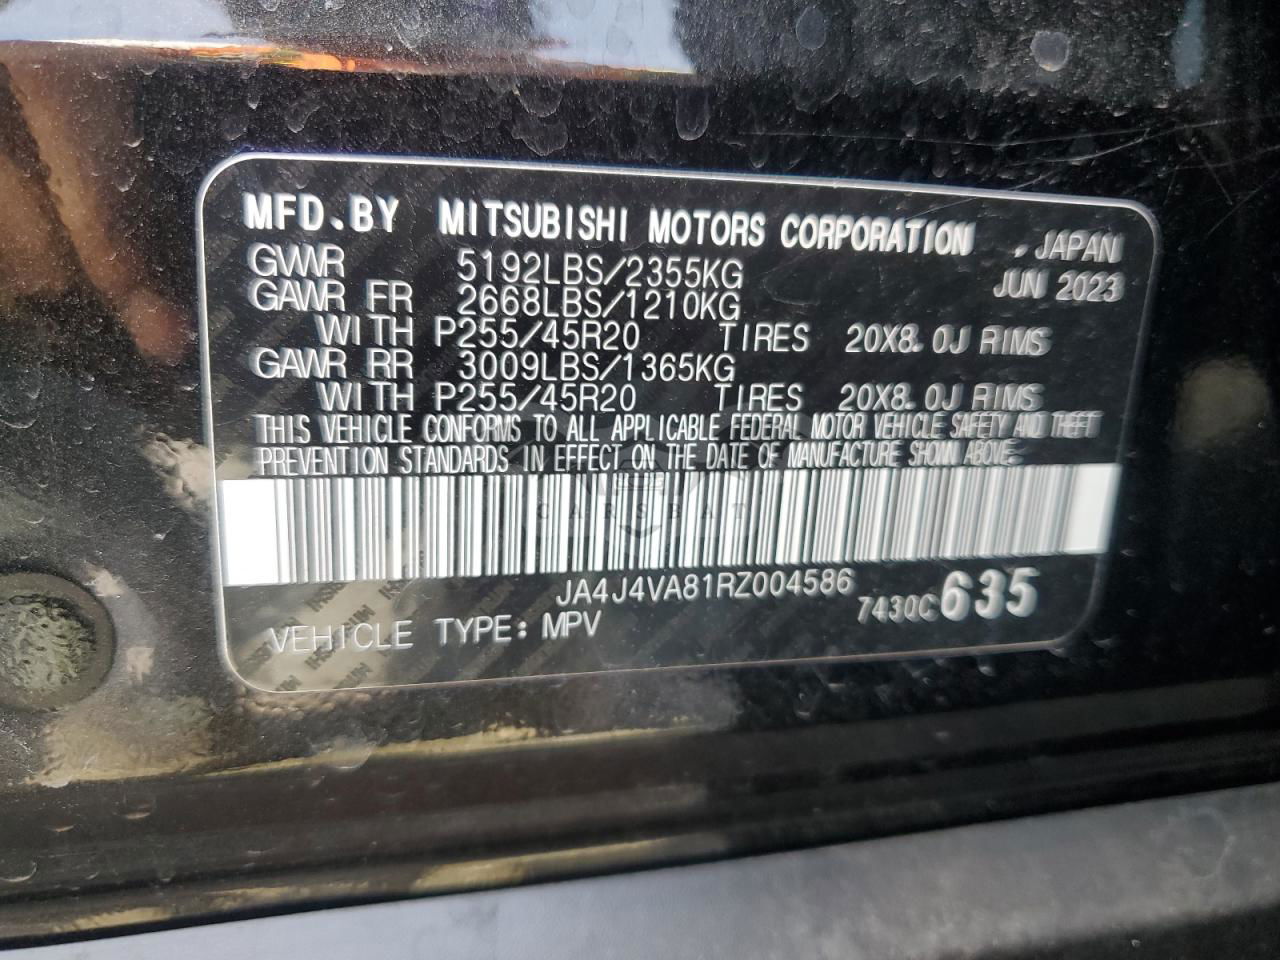 MFD.BY MITSUBISHI MOTORS CORPORATION , JAPAN
GVWR 5192LBS/2355KG JUN 2023
GAWR FR 2668LBS/1210KG
WITH P255/45R20 TIRES 20X8.0J RIMS
GAWR RR 3009LBS/1365KG
WITH P255/45R20 TIRES 20X8.0J RIMS
THIS VEHICLE CONFORMS TO ALL APPLICABLE FEDERAL MOTOR VEHICLE SAFETY AND THEFT
PREVENTION STANDARDS IN EFFECT ON THE DATE OF MANUFACTURE SHOWN ABOVE.
CARSBAT
JA4J4VA81RZ004586 7430C635
VEHICLE TYPE: MPV